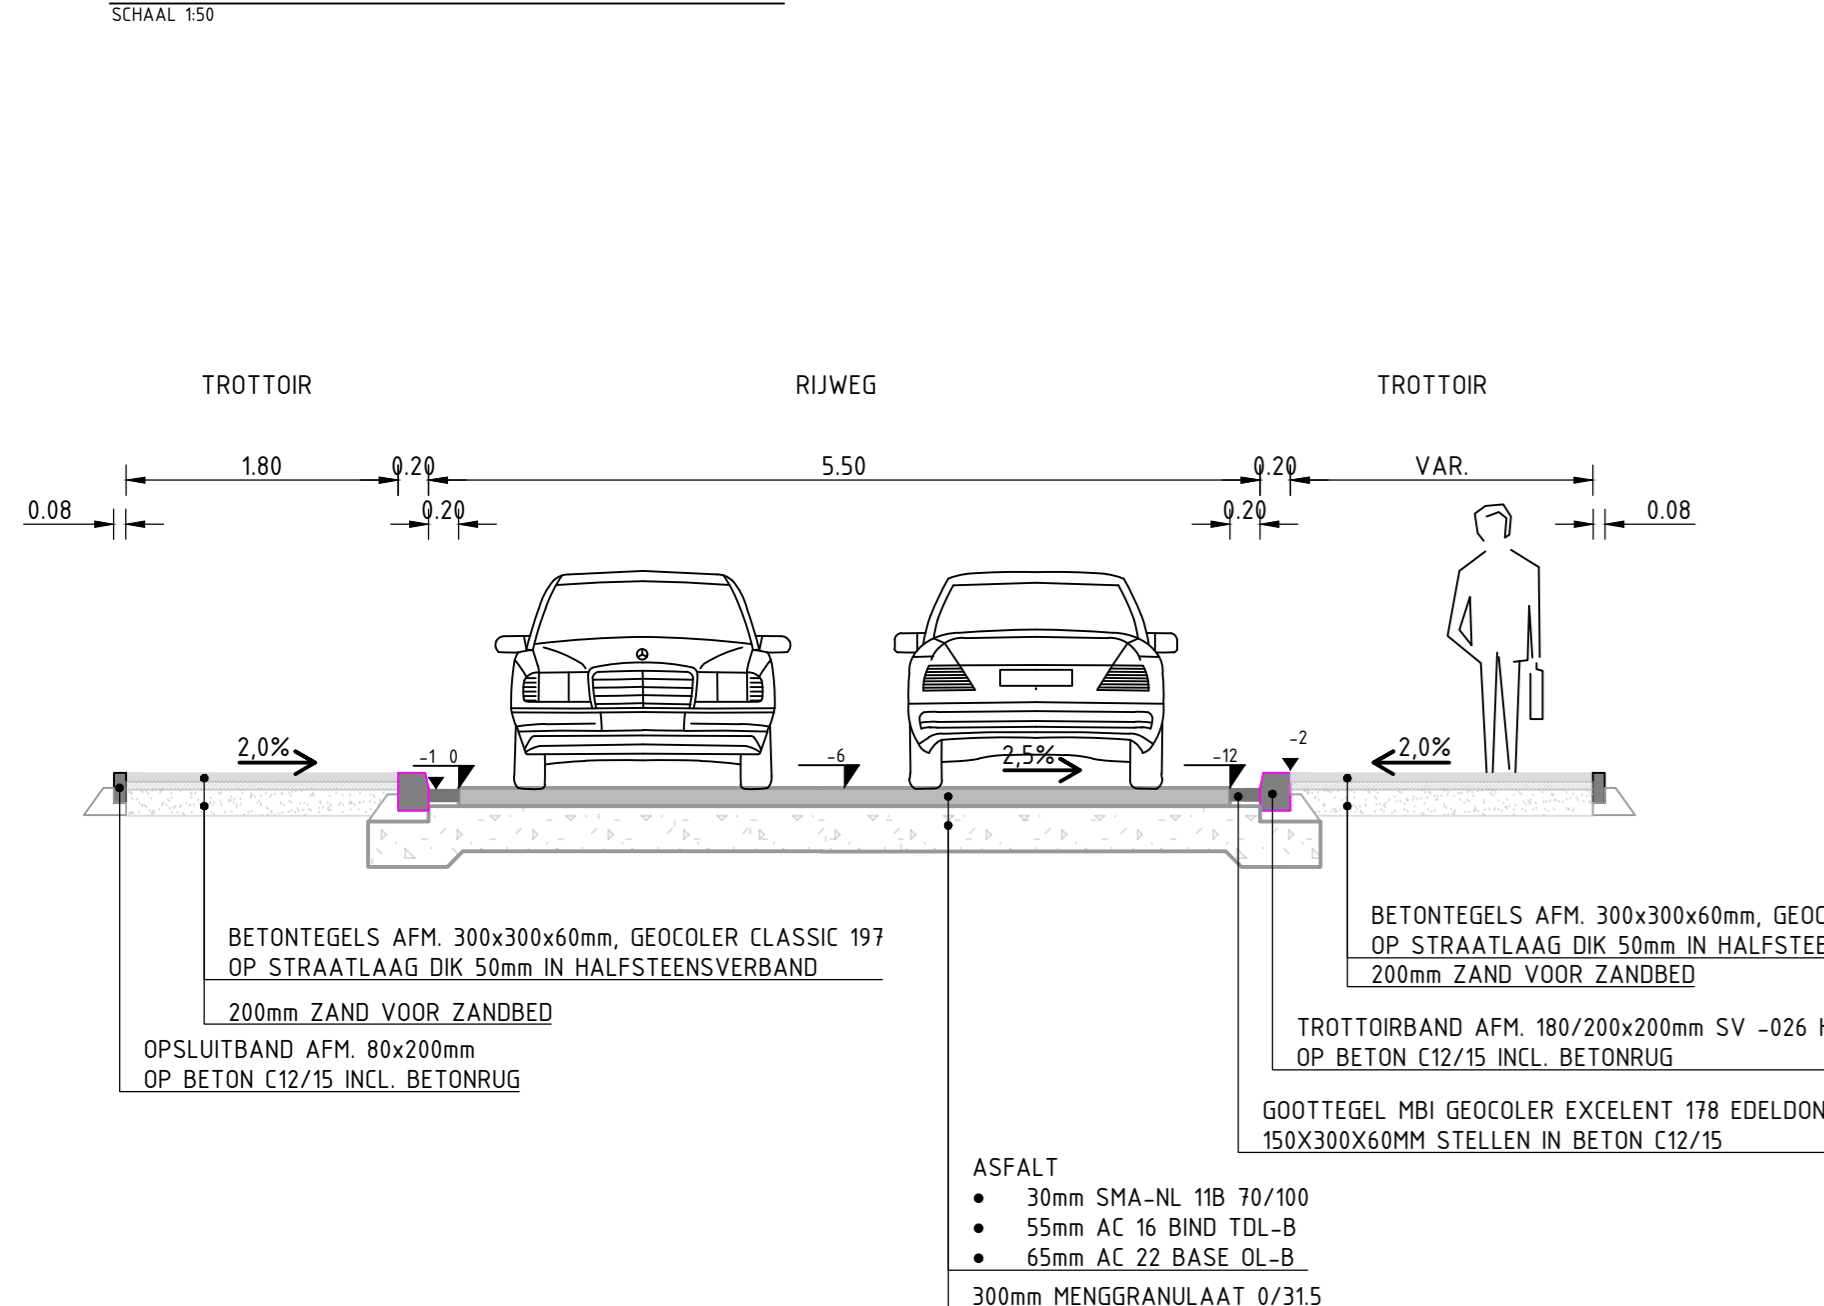 SCHAAL 1:50
TROTTOIR
RIJWEG
TROTTOIR
1.80
0.20
5.50
0.20
VAR.
0.08
0.20
0.20
0.08
2,0%
-1
0
-6
2,5%
-12
-2
2,0%
BETONTEGELS AFM. 300x300x60mm, GEOCOLER CLASSIC 197
OP STRAATLAAG DIK 50mm IN HALFSTEENSVERBAND
200mm ZAND VOOR ZANDBED
OPSLUITBAND AFM. 80x200mm
OP BETON C12/15 INCL. BETONRUG
BETONTEGELS AFM. 300x300x60mm, GEOC
OP STRAATLAAG DIK 50mm IN HALFSTEE
200mm ZAND VOOR ZANDBED
TROTTOIRBAND AFM. 180/200x200mm SV -026 H
OP BETON C12/15 INCL. BETONRUG
GOOTTEGEL MBI GEOCOLER EXCELENT 178 EDELDON
150X300X60MM STELLEN IN BETON C12/15
ASFALT
• 30mm SMA-NL 11B 70/100
• 55mm AC 16 BIND TDL-B
• 65mm AC 22 BASE OL-B
300mm MENGGRANULAAT 0/31.5